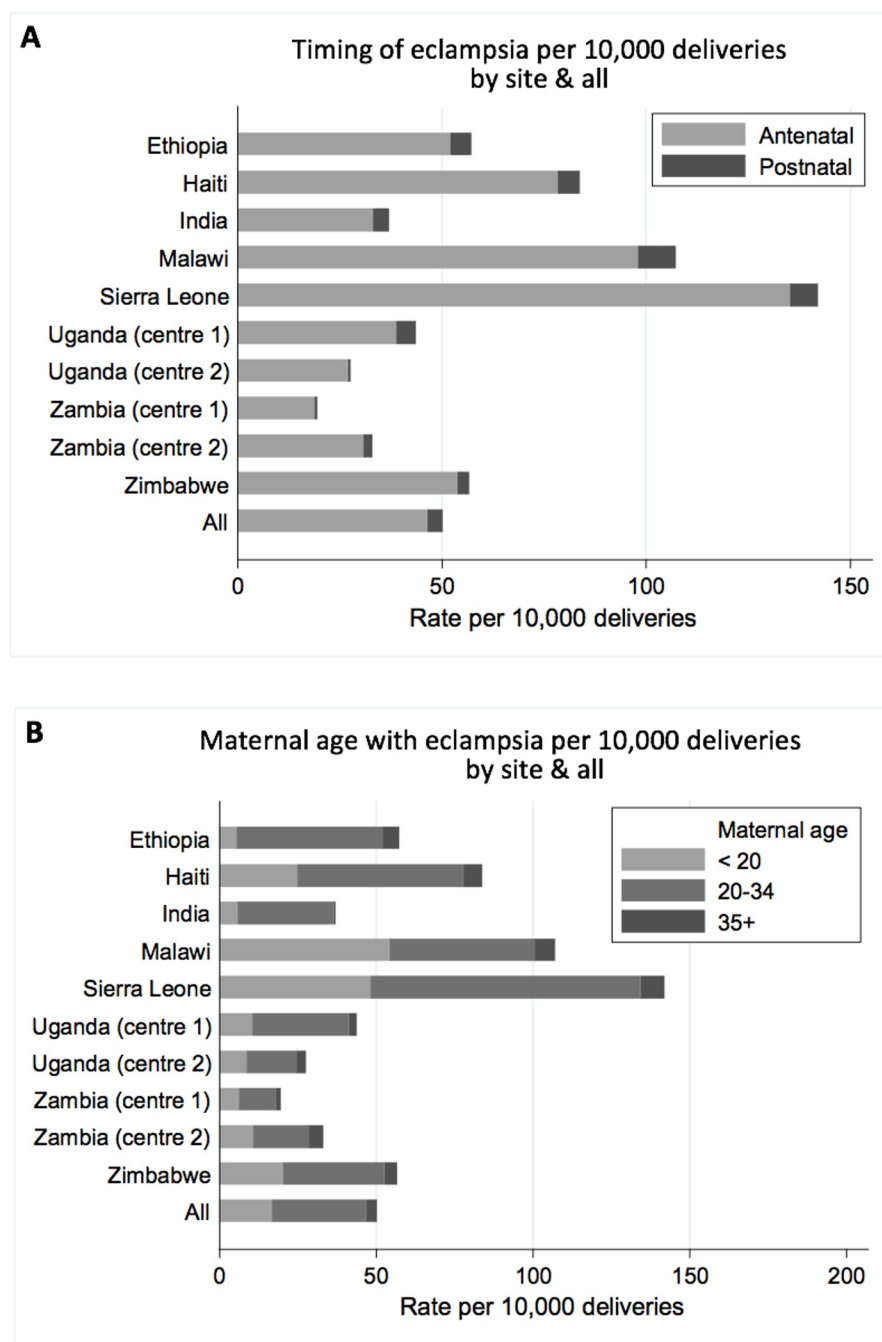 A
Timing of eclampsia per 10,000 deliveries
by site & all
Antenatal
Postnatal
Ethiopia
Haiti
India
Malawi
Sierra Leone
Uganda (centre 1)
Uganda (centre 2)
Zambia (centre 1)
Zambia (centre 2)
Zimbabwe
All
0 50 100 150
Rate per 10,000 deliveries
B
Maternal age with eclampsia per 10,000 deliveries
by site & all
Maternal age
< 20
20-34
35+
Ethiopia
Haiti
India
Malawi
Sierra Leone
Uganda (centre 1)
Uganda (centre 2)
Zambia (centre 1)
Zambia (centre 2)
Zimbabwe
All
0 50 100 150 200
Rate per 10,000 deliveries